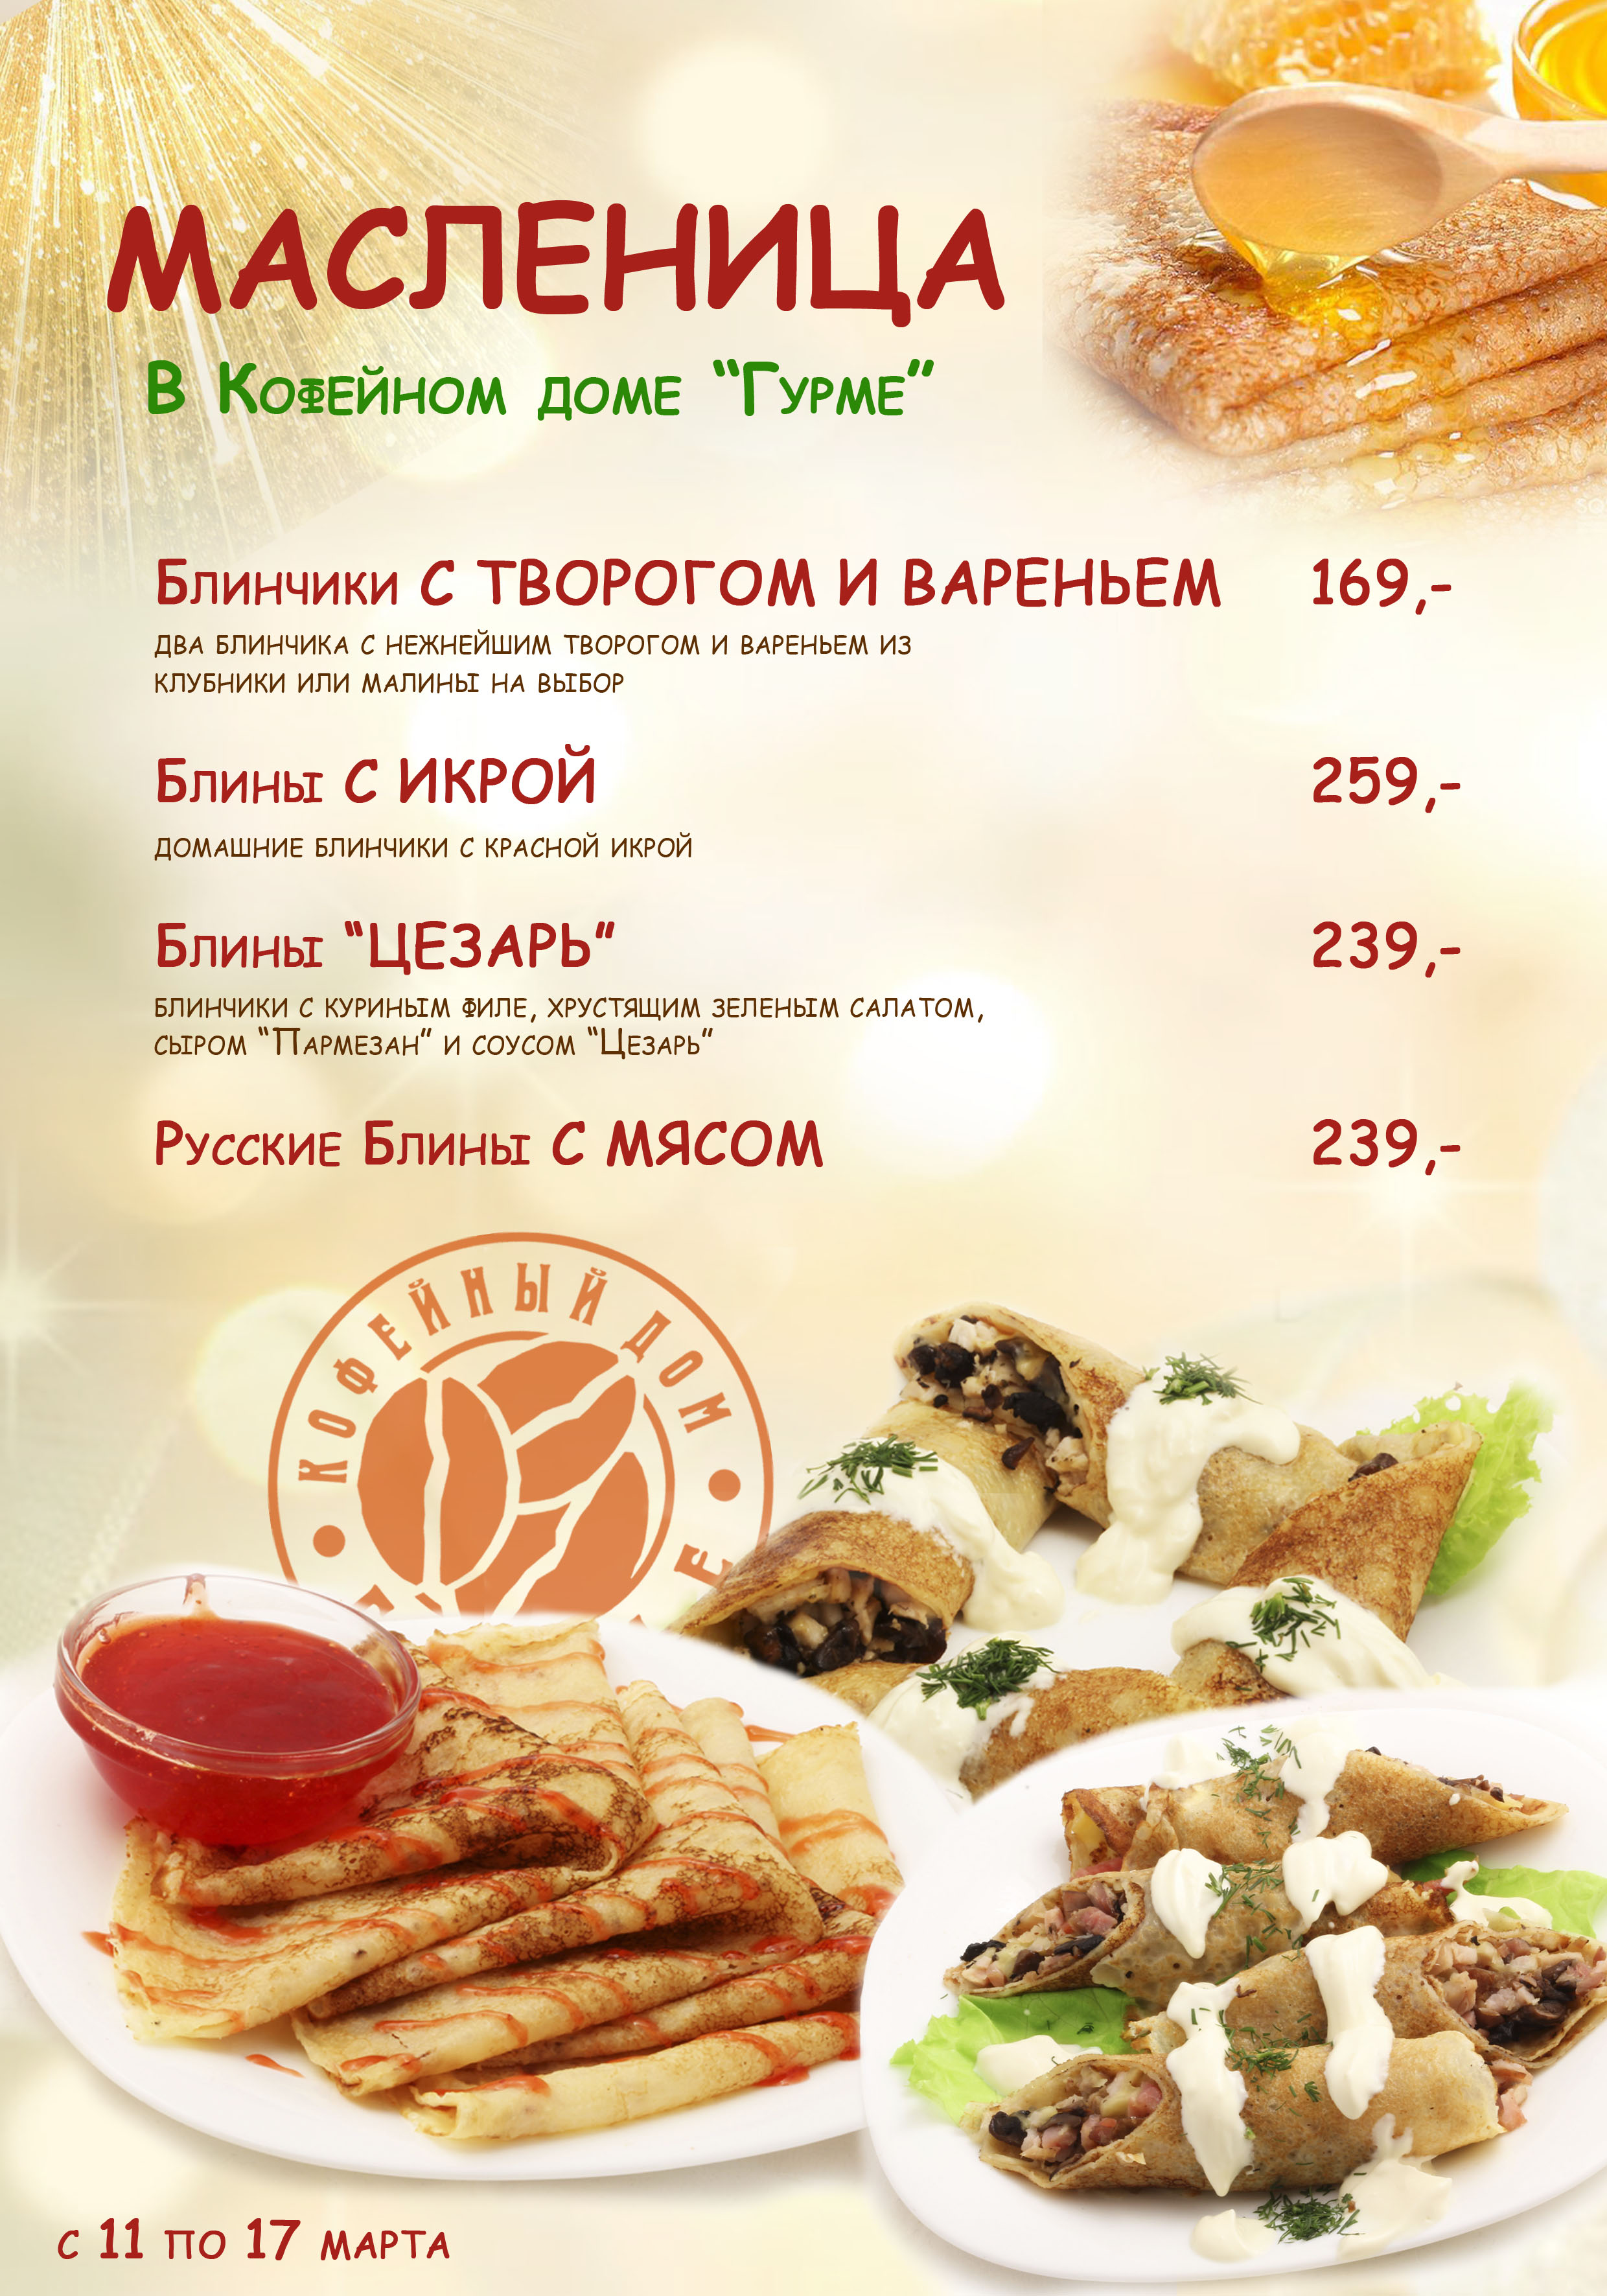 МАСЛЕНИЦА
В Кофейном доме "Гурме"
Блинчики С ТВОРОГОМ И ВАРЕНЬЕМ 169,-
два блинчика с нежнейшим творогом и вареньем из
клубники или малины на выбор
Блины С ИКРОЙ 259,-
домашние блинчики с красной икрой
Блины "ЦЕЗАРЬ" 239,-
блинчики с куриным филе, хрустящим зеленым салатом,
сыром "Пармезан" и соусом "Цезарь"
Русские Блины С МЯСОМ 239,-
КОФЕЙНЫЙ ДОМ
с 11 по 17 марта